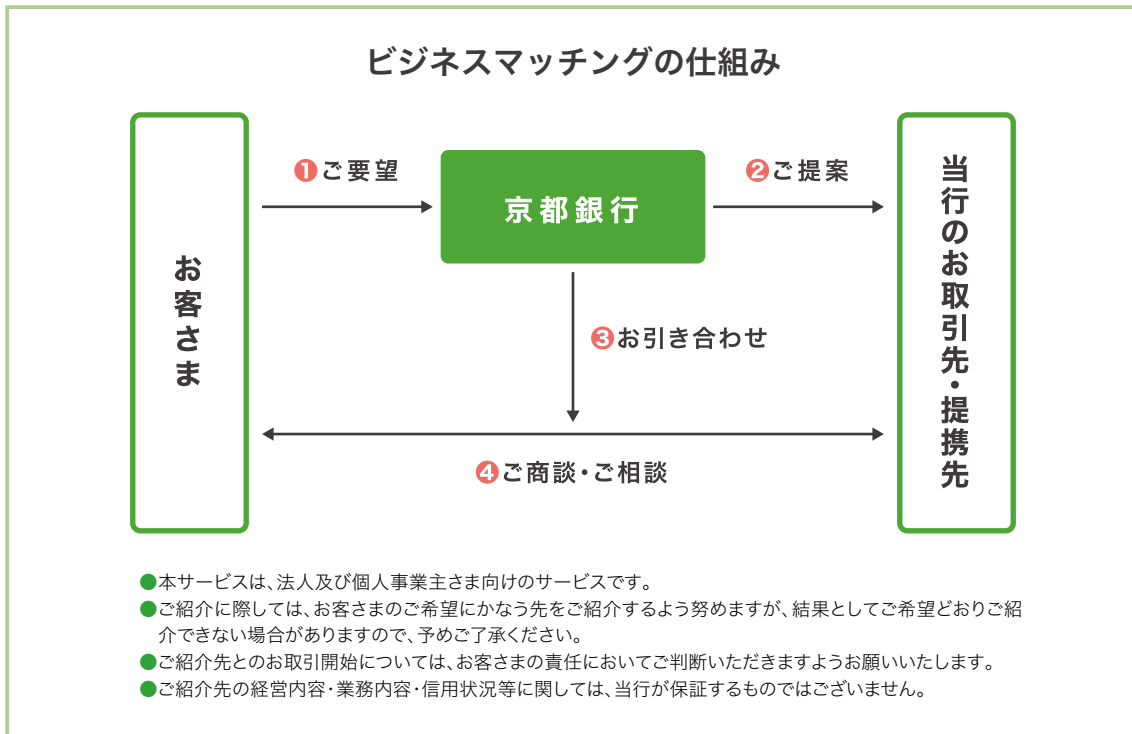 ビジネスマッチングの仕組み
お客さま
❶ご要望
京都銀行
❷ご提案
当行のお取引先・提携先
❸お引き合わせ
❹ご商談・ご相談
●本サービスは、法人及び個人事業主さま向けのサービスです。
●ご紹介に際しては、お客さまのご希望にかなう先をご紹介するよう努めますが、結果としてご希望どおりご紹
介できない場合がありますので、予めご了承ください。
●ご紹介先とのお取引開始については、お客さまの責任においてご判断いただきますようお願いいたします。
●ご紹介先の経営内容・業務内容・信用状況等に関しては、当行が保証するものではございません。